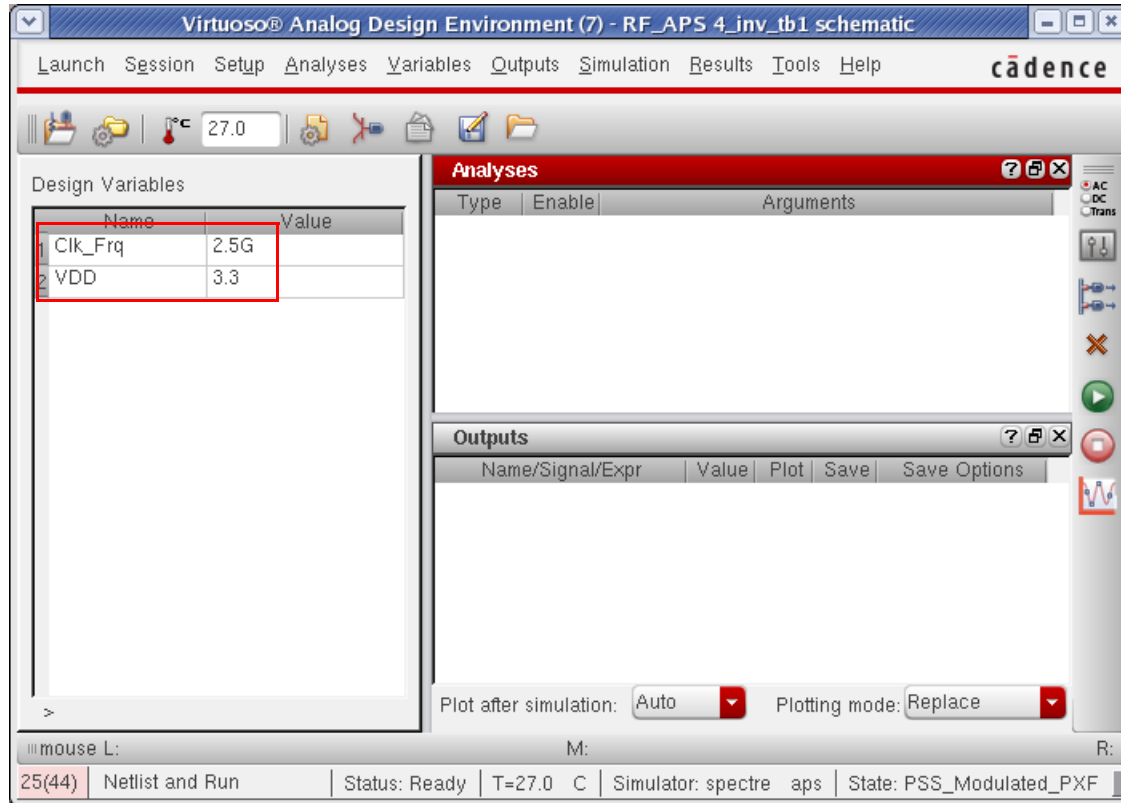 Virtuoso® Analog Design Environment (7) - RF_APS 4_inv_tb1 schematic
Launch Session Setup Analyses Variables Outputs Simulation Results Tools Help cādence
°C 27.0
Design Variables
Name Value
1 Clk_Frq 2.5G
2 VDD 3.3
>
Analyses
Type Enable Arguments
AC
DC
Trans
Outputs
Name/Signal/Expr Value Plot Save Save Options
Plot after simulation: Auto Plotting mode: Replace
mouse L: M: R:
25(44) Netlist and Run Status: Ready T=27.0 C Simulator: spectre aps State: PSS_Modulated_PXF